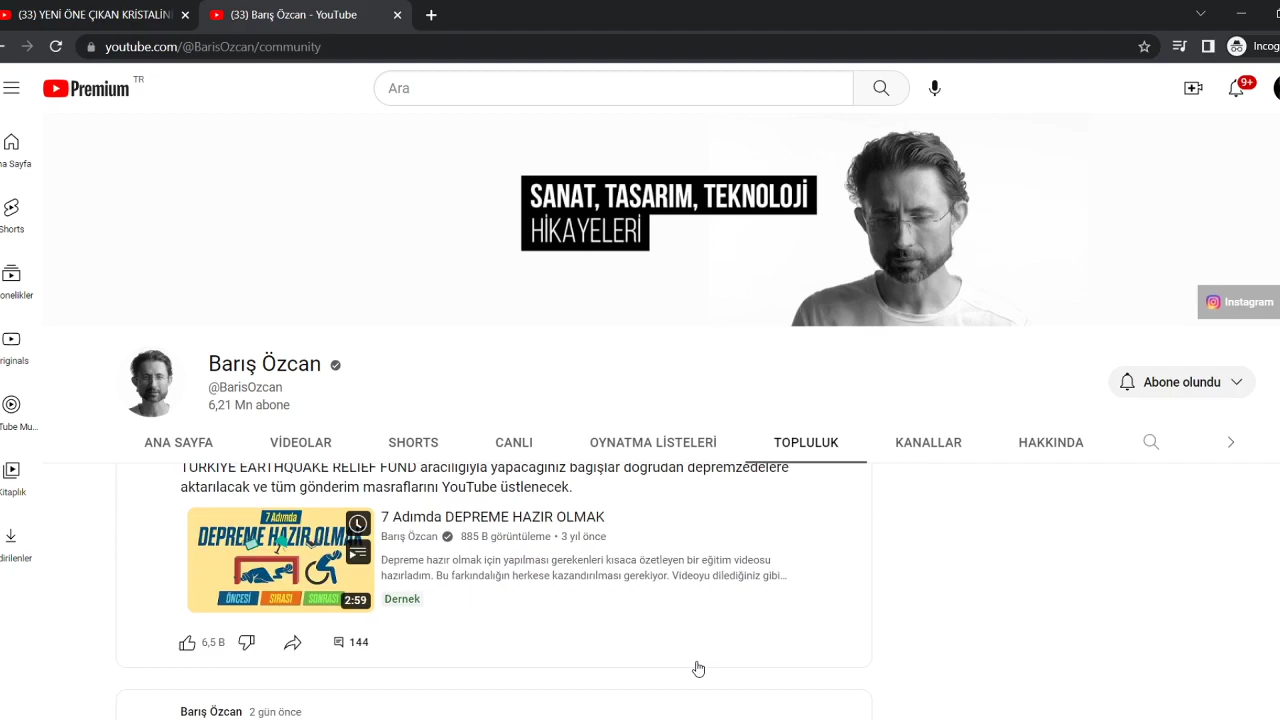 (33) YENİ ÖNE ÇIKAN KRİSTALİNİ
(33) Barış Özcan - YouTube
youtube.com/@BarisOzcan/community
Incog
Premium TR
Ara
9+
na Sayfa
Shorts
onelikler
riginals
Tube Mu...
Kitaplık
dirilenler
SANAT, TASARIM, TEKNOLOJİ
HİKAYELERİ
Instagram
Barış Özcan
@BarisOzcan
6,21 Mn abone
Abone olundu
ANA SAYFA
VİDEOLAR
SHORTS
CANLI
OYNATMA LİSTELERİ
TOPLULUK
KANALLAR
HAKKINDA
TÜRKİYE EARTHQUAKE RELIEF FUND aracılığıyla yapacağınız bağışlar doğrudan depremzedelere
aktarılacak ve tüm gönderim masraflarını YouTube üstlenecek.
7 Adımda
DEPREME HAZIR OLMAK
ÖNCESİ SIRASI SONRASI
2:59
7 Adımda DEPREME HAZIR OLMAK
Barış Özcan 885 B görüntüleme • 3 yıl önce
Depreme hazır olmak için yapılması gerekenleri kısaca özetleyen bir eğitim videosu
hazırladım. Bu farkındalığın herkese kazandırılması gerekiyor. Videoyu dilediğiniz gibi...
Dernek
6,5 B
144
Barış Özcan 2 gün önce